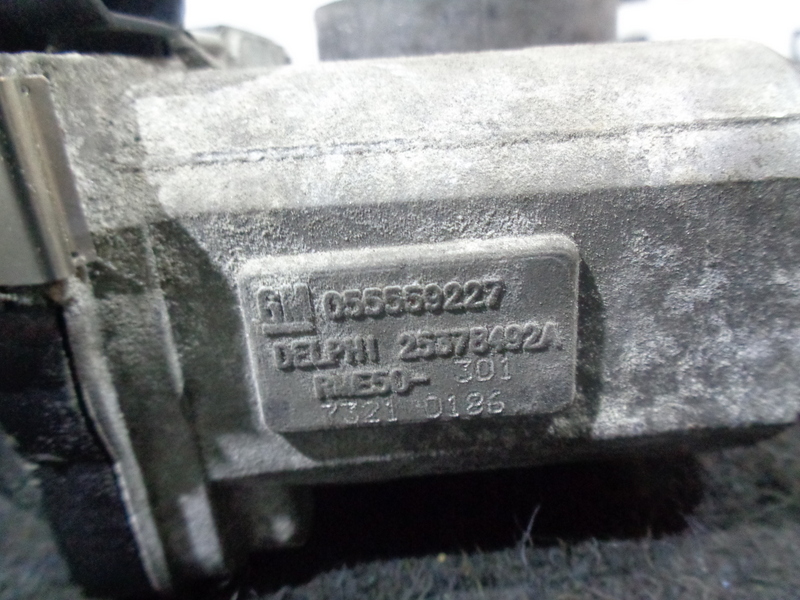 GM 055559227
DELPHI 25378492A
RME50- 301
7321 0186